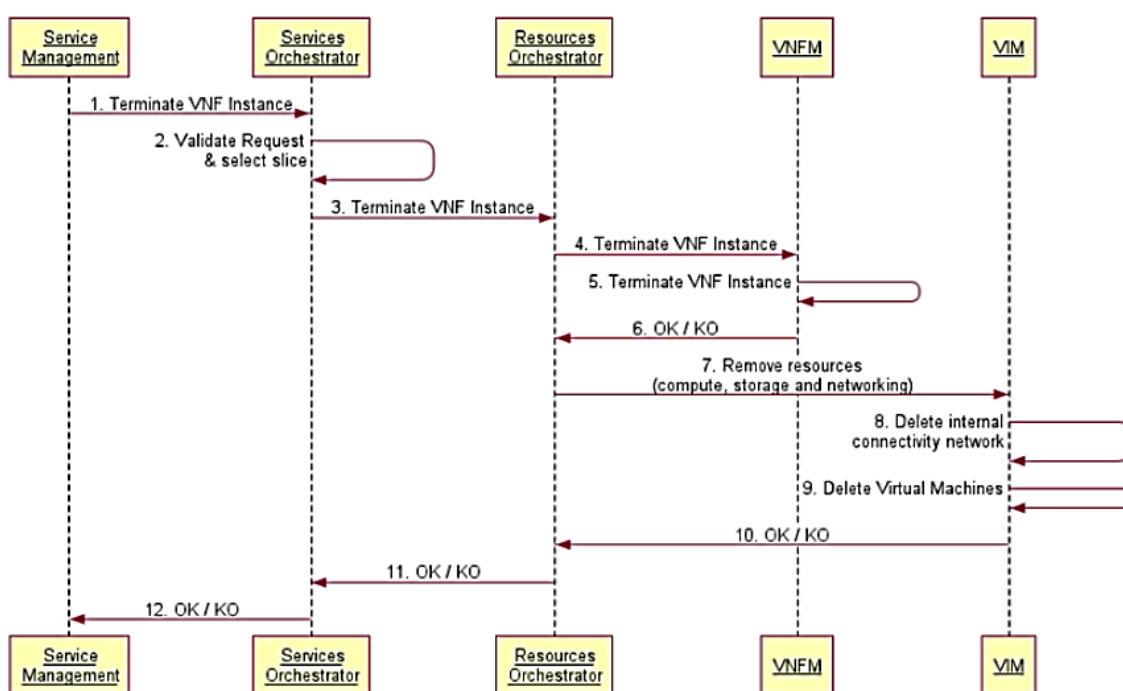 Service
Management
Services
Orchestrator
Resources
Orchestrator
VNFM
VIM
1. Terminate VNF Instance
2. Validate Request
& select slice
3. Terminate VNF Instance
4. Terminate VNF Instance
5. Terminate VNF Instance
6. OK / KO
7. Remove resources
(compute, storage and networking)
8. Delete internal
connectivity network
9. Delete Virtual Machines
10. OK / KO
11. OK / KO
12. OK / KO
Service
Management
Services
Orchestrator
Resources
Orchestrator
VNFM
VIM